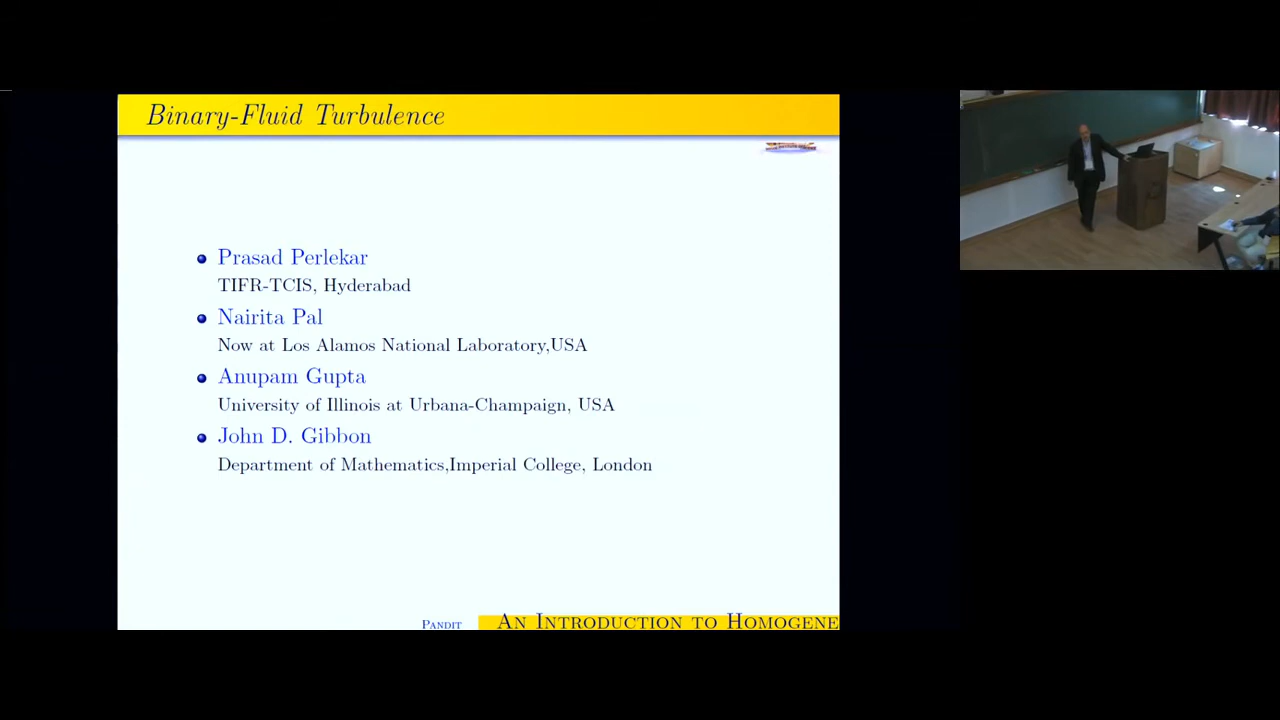 Binary-Fluid Turbulence
Prasad Perlekar
TIFR-TCIS, Hyderabad
Nairita Pal
Now at Los Alamos National Laboratory,USA
Anupam Gupta
University of Illinois at Urbana-Champaign, USA
John D. Gibbon
Department of Mathematics,Imperial College, London
Pandit
An Introduction to Homogene